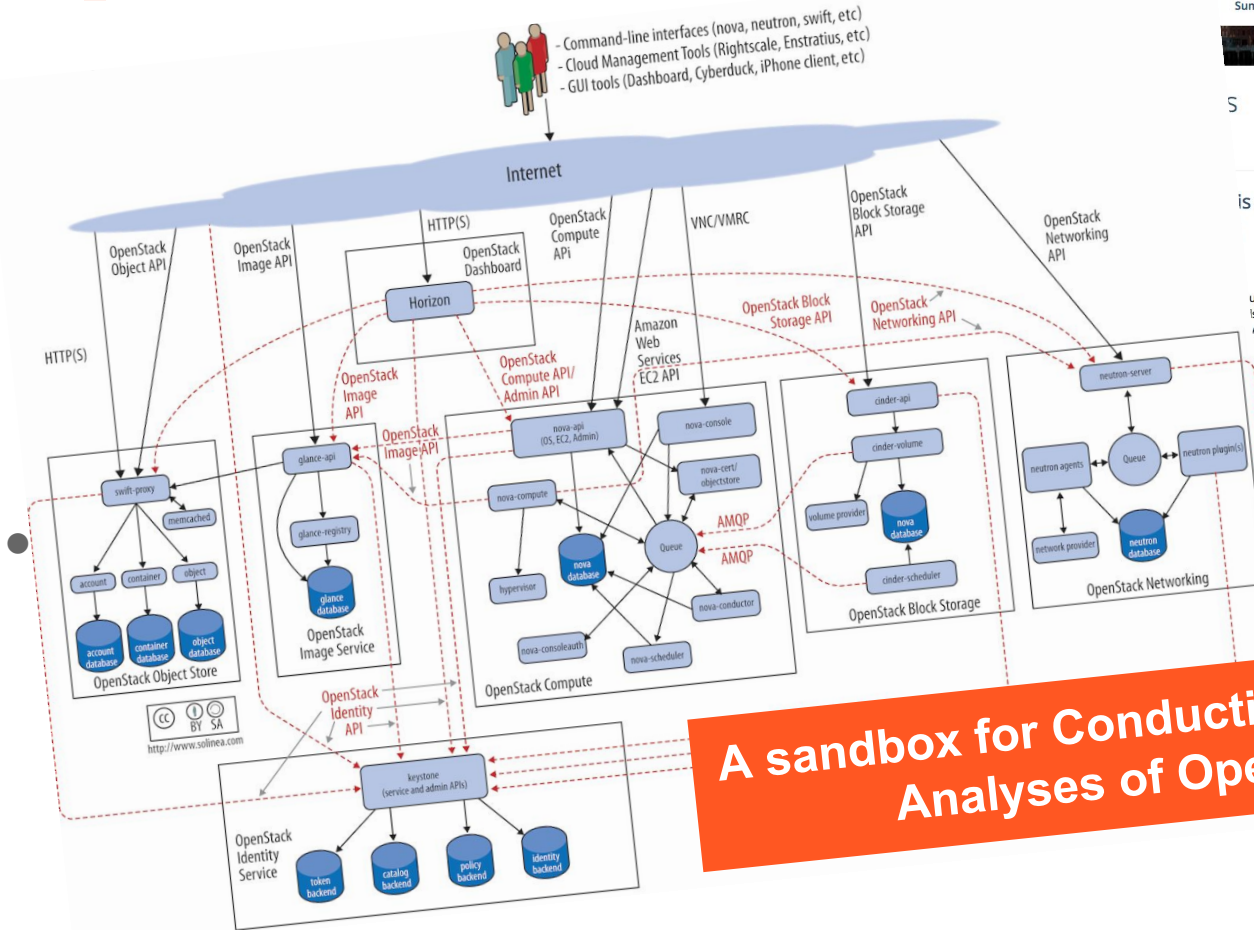 - Command-line interfaces (nova, neutron, swift, etc)
- Cloud Management Tools (Rightscale, Enstratius, etc)
- GUI tools (Dashboard, Cyberduck, iPhone client, etc)
Internet
HTTP(S)
OpenStack
Object API
OpenStack
Image API
HTTP(S)
OpenStack
Dashboard
Horizon
OpenStack
Compute
APi
VNC/VMRC
OpenStack
Block Storage
API
OpenStack
Networking
API
Amazon
Web
Services
EC2 API
OpenStack
Image
API
OpenStack
Compute API/
Admin API
OpenStack Block
Storage API
OpenStack
Networking API
OpenStack
Image API
swift-proxy
memcached
account
container
object
account
database
container
database
object
database
OpenStack Object Store
glance-api
glance-registry
glance
database
OpenStack
Image Service
nova-api
(OS, EC2, Admin)
nova-console
nova-cert/
objectstore
nova-compute
Queue
nova
database
hypervisor
nova-conductor
nova-consoleauth
nova-scheduler
OpenStack Compute
AMQP
AMQP
cinder-api
cinder-volume
volume provider
nova
database
cinder-scheduler
OpenStack Block Storage
neutron-server
neutron agents
Queue
neutron plugin(s)
network provider
neutron
database
OpenStack Networking
CC
BY SA
http://www.solinea.com
OpenStack
Identity
API
keystone
(service and admin APIs)
token
backend
catalog
backend
policy
backend
identity
backend
OpenStack
Identity
Service
A sandbox for Conducti
Analyses of Ope
Sun
S
is